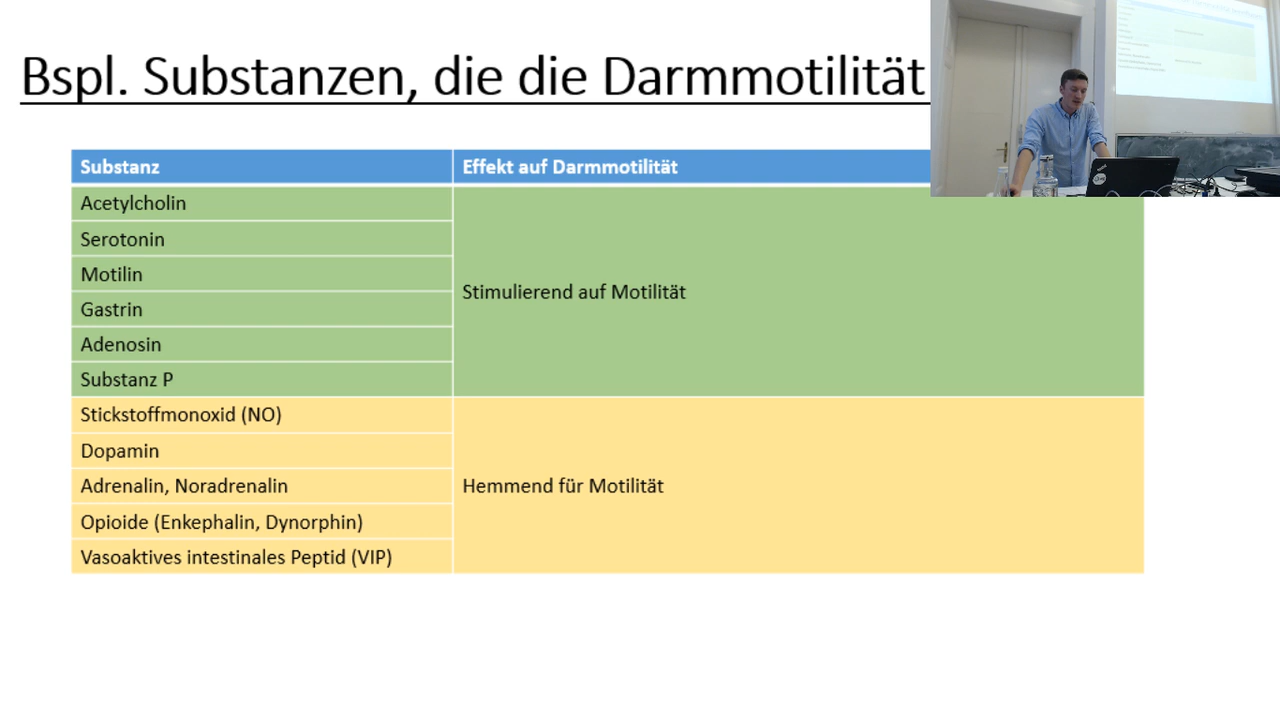 Bspl. Substanzen, die die Darmmotilität
Substanz
Effekt auf Darmmotilität
Acetylcholin
Serotonin
Motilin
Gastrin
Adenosin
Substanz P
Stimulierend auf Motilität
Stickstoffmonoxid (NO)
Dopamin
Adrenalin, Noradrenalin
Opioide (Enkephalin, Dynorphin)
Vasoaktives intestinales Peptid (VIP)
Hemmend für Motilität